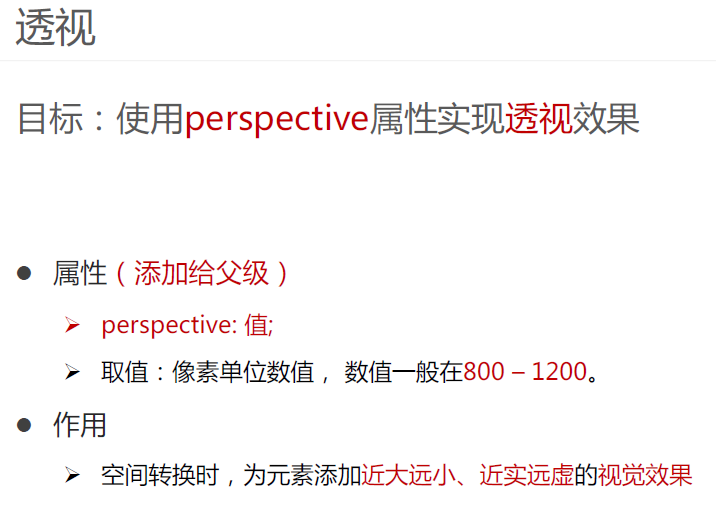 透视
目标：使用perspective属性实现透视效果
属性（添加给父级）
perspective: 值;
取值：像素单位数值， 数值一般在800 – 1200。
作用
空间转换时，为元素添加近大远小、近实远虚的视觉效果